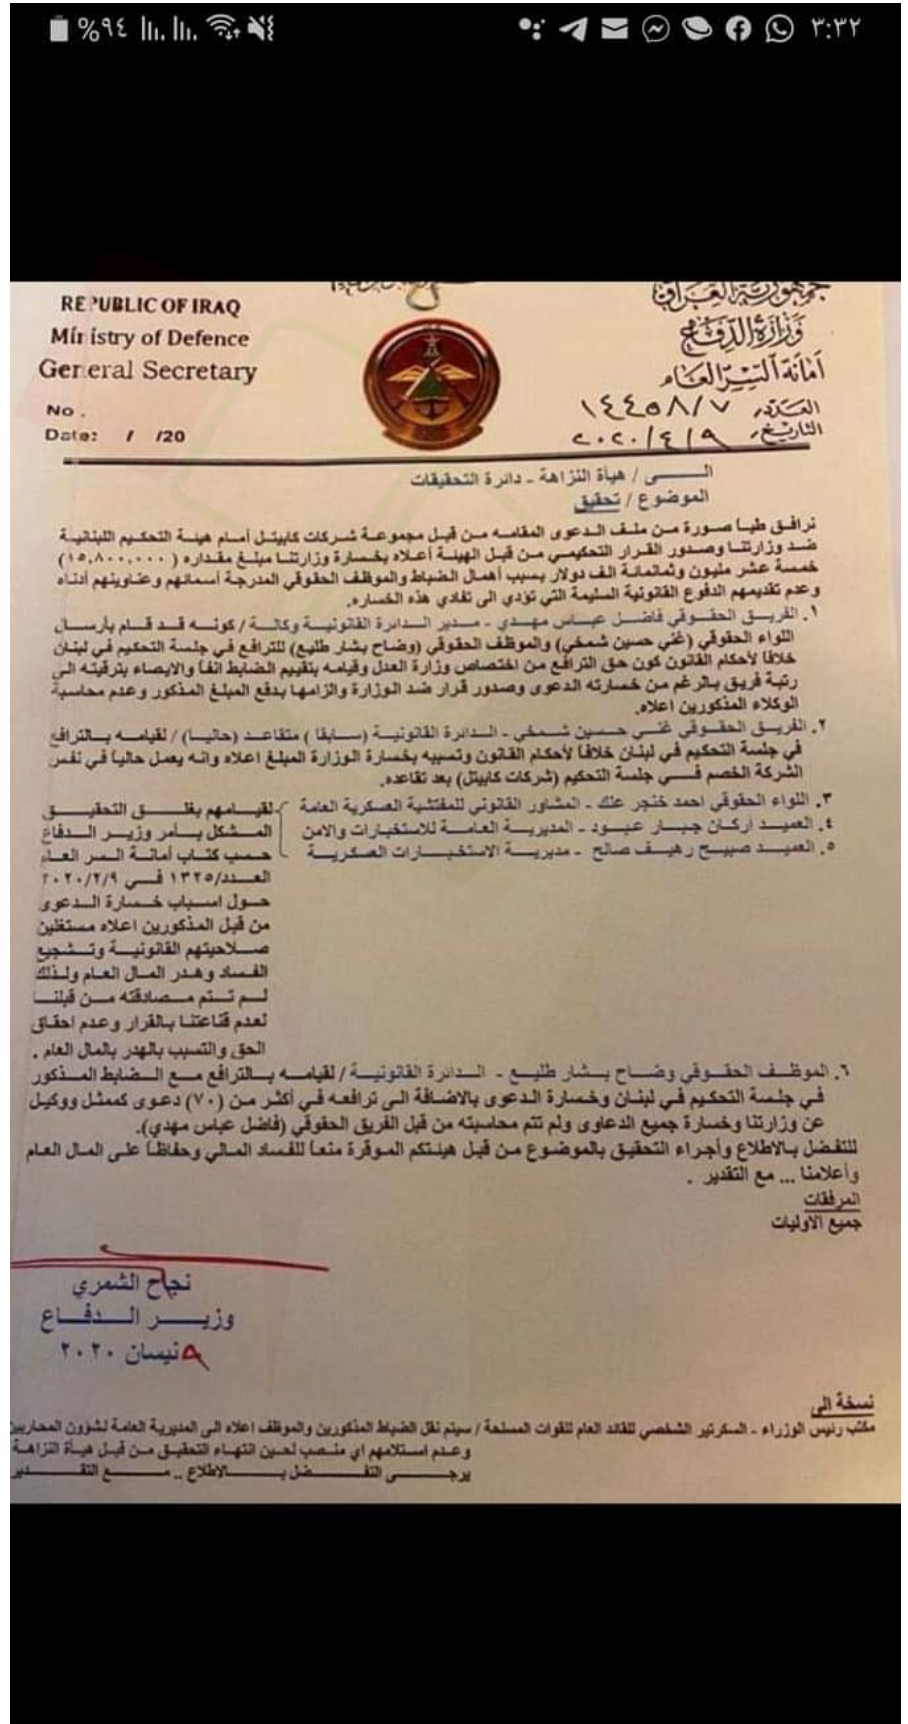 %٩٤
٣:٣٢
REPUBLIC OF IRAQ
Ministry of Defence
General Secretary
No .
Date: / /20
جمهورية العراق
وزارة الدفاع
أمانة السر العام
العدد، ١٤٤٥٨/٧
التاريخ، ٢٠٢٠/٤/٩
الـــــى / هيأة النزاهة - دائرة التحقيقات
الموضوع / تحقيق
نرافق طيا صورة من ملف الدعوى المقامه من قبل مجموعة شركات كابيتل أمام هيئة التحكيم اللبنانية
ضد وزارتنا وصدور القرار التحكيمي من قبل الهيئة أعلاه بخسارة وزارتنا مبلغ مقداره ( ١٥،٨٠٠،٠٠٠ )
خمسة عشر مليون وثمانمائة الف دولار بسبب أهمال الضباط والموظف الحقوقي المدرجة أسمائهم وعناوينهم أدناه
وعدم تقديمهم الدفوع القانونية السليمة التي تؤدي الى تفادي هذه الخساره.
١. الفريق الحقوقي فاضل عباس مهدي - مدير الدائرة القانونية وكالة / كونه قد قام بأرسال
اللواء الحقوقي (غني حسين شمخي) والموظف الحقوقي (وضاح بشار طليع) للترافع في جلسة التحكيم في لبنان
خلافا لأحكام القانون كون حق الترافع من اختصاص وزارة العدل وقيامه بتقييم الضابط انفا والايصاء بترقيته الى
رتبة فريق بالرغم من خسارته الدعوى وصدور قرار ضد الوزارة والزامها بدفع المبلغ المذكور وعدم محاسبة
الوكلاء المذكورين اعلاه.
٢. الفريق الحقوقي غني حسين شمخي - الدائرة القانونية (سابقا ) متقاعد (حاليا) / لقيامه بالترافع
في جلسة التحكيم في لبنان خلافا لأحكام القانون وتسببه بخسارة الوزارة المبلغ اعلاه وانه يعمل حالياً في نفس
الشركة الخصم في جلسة التحكيم (شركات كابيتل) بعد تقاعده.
٣. اللواء الحقوقي احمد خنجر علك - المشاور القانوني للمفتشية العسكرية العامة
٤. العميد أركان جبار عبود - المديرية العامة للاستخبارات والامن
٥. العميد صبيح رهيف صالح - مديرية الاستخبارات العسكرية
لقيامهم بغلق التحقيق
المشكل بأمر وزير الدفاع
حسب كتاب أمانة السر العام
العدد/١٣٢٥ في ٢٠٢٠/٢/٩
حول اسباب خسارة الدعوى
من قبل المذكورين اعلاه مستغلين
صلاحيتهم القانونية وتشجيع
الفساد وهدر المال العام ولذلك
لم تتم مصادقته من قبلنا
لعدم قناعتنا بالقرار وعدم احقاق
الحق والتسبب بالهدر بالمال العام .
٦. الموظف الحقوقي وضاح بشار طليع - الدائرة القانونية / لقيامه بالترافع مع الضابط المذكور
في جلسة التحكيم في لبنان وخسارة الدعوى بالاضافة الى ترافعه في أكثر من (٧٠) دعوى كممثل ووكيل
عن وزارتنا وخسارة جميع الدعاوى ولم تتم محاسبته من قبل الفريق الحقوقي (فاضل عباس مهدي).
للتفضل بالاطلاع وأجراء التحقيق بالموضوع من قبل هيئتكم الموقرة منعاً للفساد المالي وحفاظاً على المال العام
وأعلامنا ... مع التقدير .
المرفقات
جميع الاوليات
نجاح الشمري
وزيـــر الـــدفـــاع
٩ نيسان ٢٠٢٠
نسخة الى
مكتب رئيس الوزراء - السكرتير الشخصي للقائد العام للقوات المسلحة / سيتم نقل الضباط المذكورين والموظف اعلاه الى المديرية العامة لشؤون المحاربين
وعدم استلامهم اي منصب لحين انتهاء التحقيق من قبل هيأة النزاهة
يرجـــى التفـــضل بـــالاطلاع .. مـــع التقـــدير